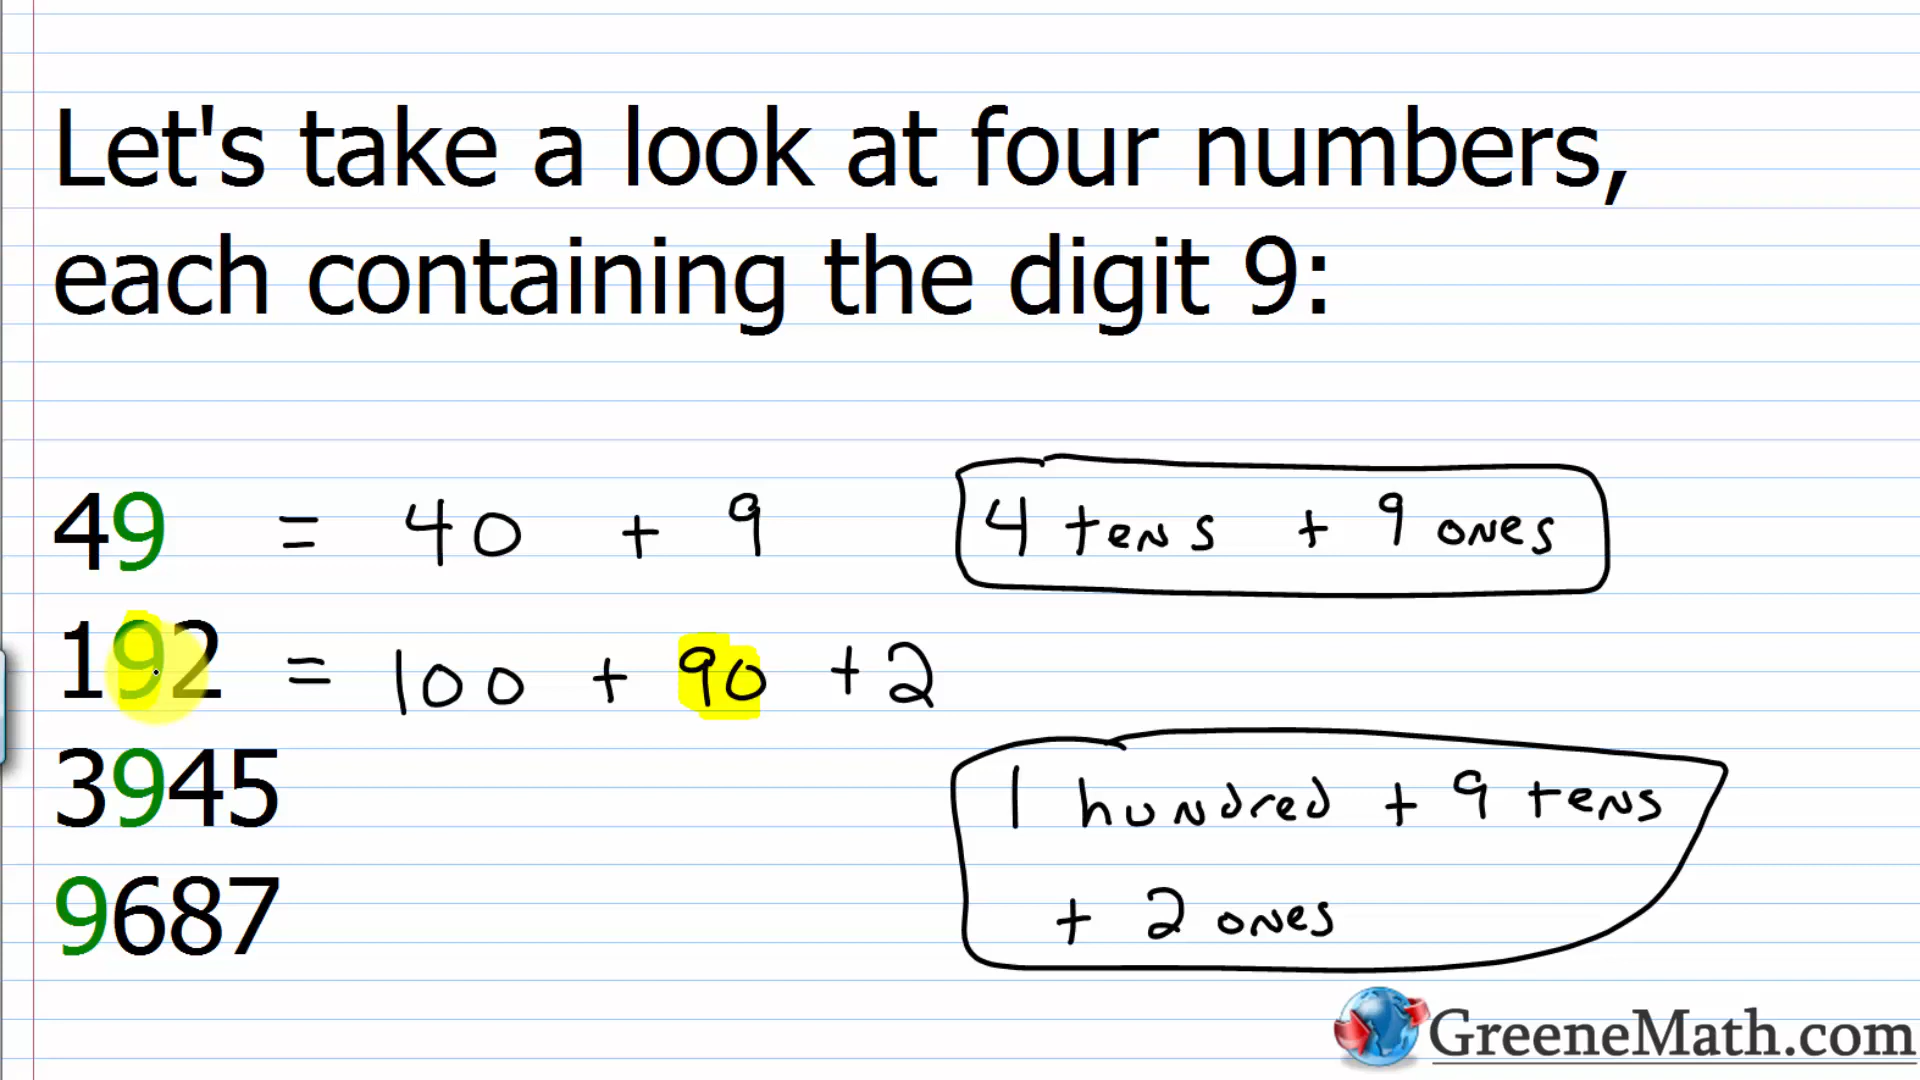 Let's take a look at four numbers,
each containing the digit 9:
49 = 40 + 9 4 tens + 9 ones
192 = 100 + 90 + 2
3945 1 hundred + 9 tens
9687 + 2 ones
GreeneMath.com